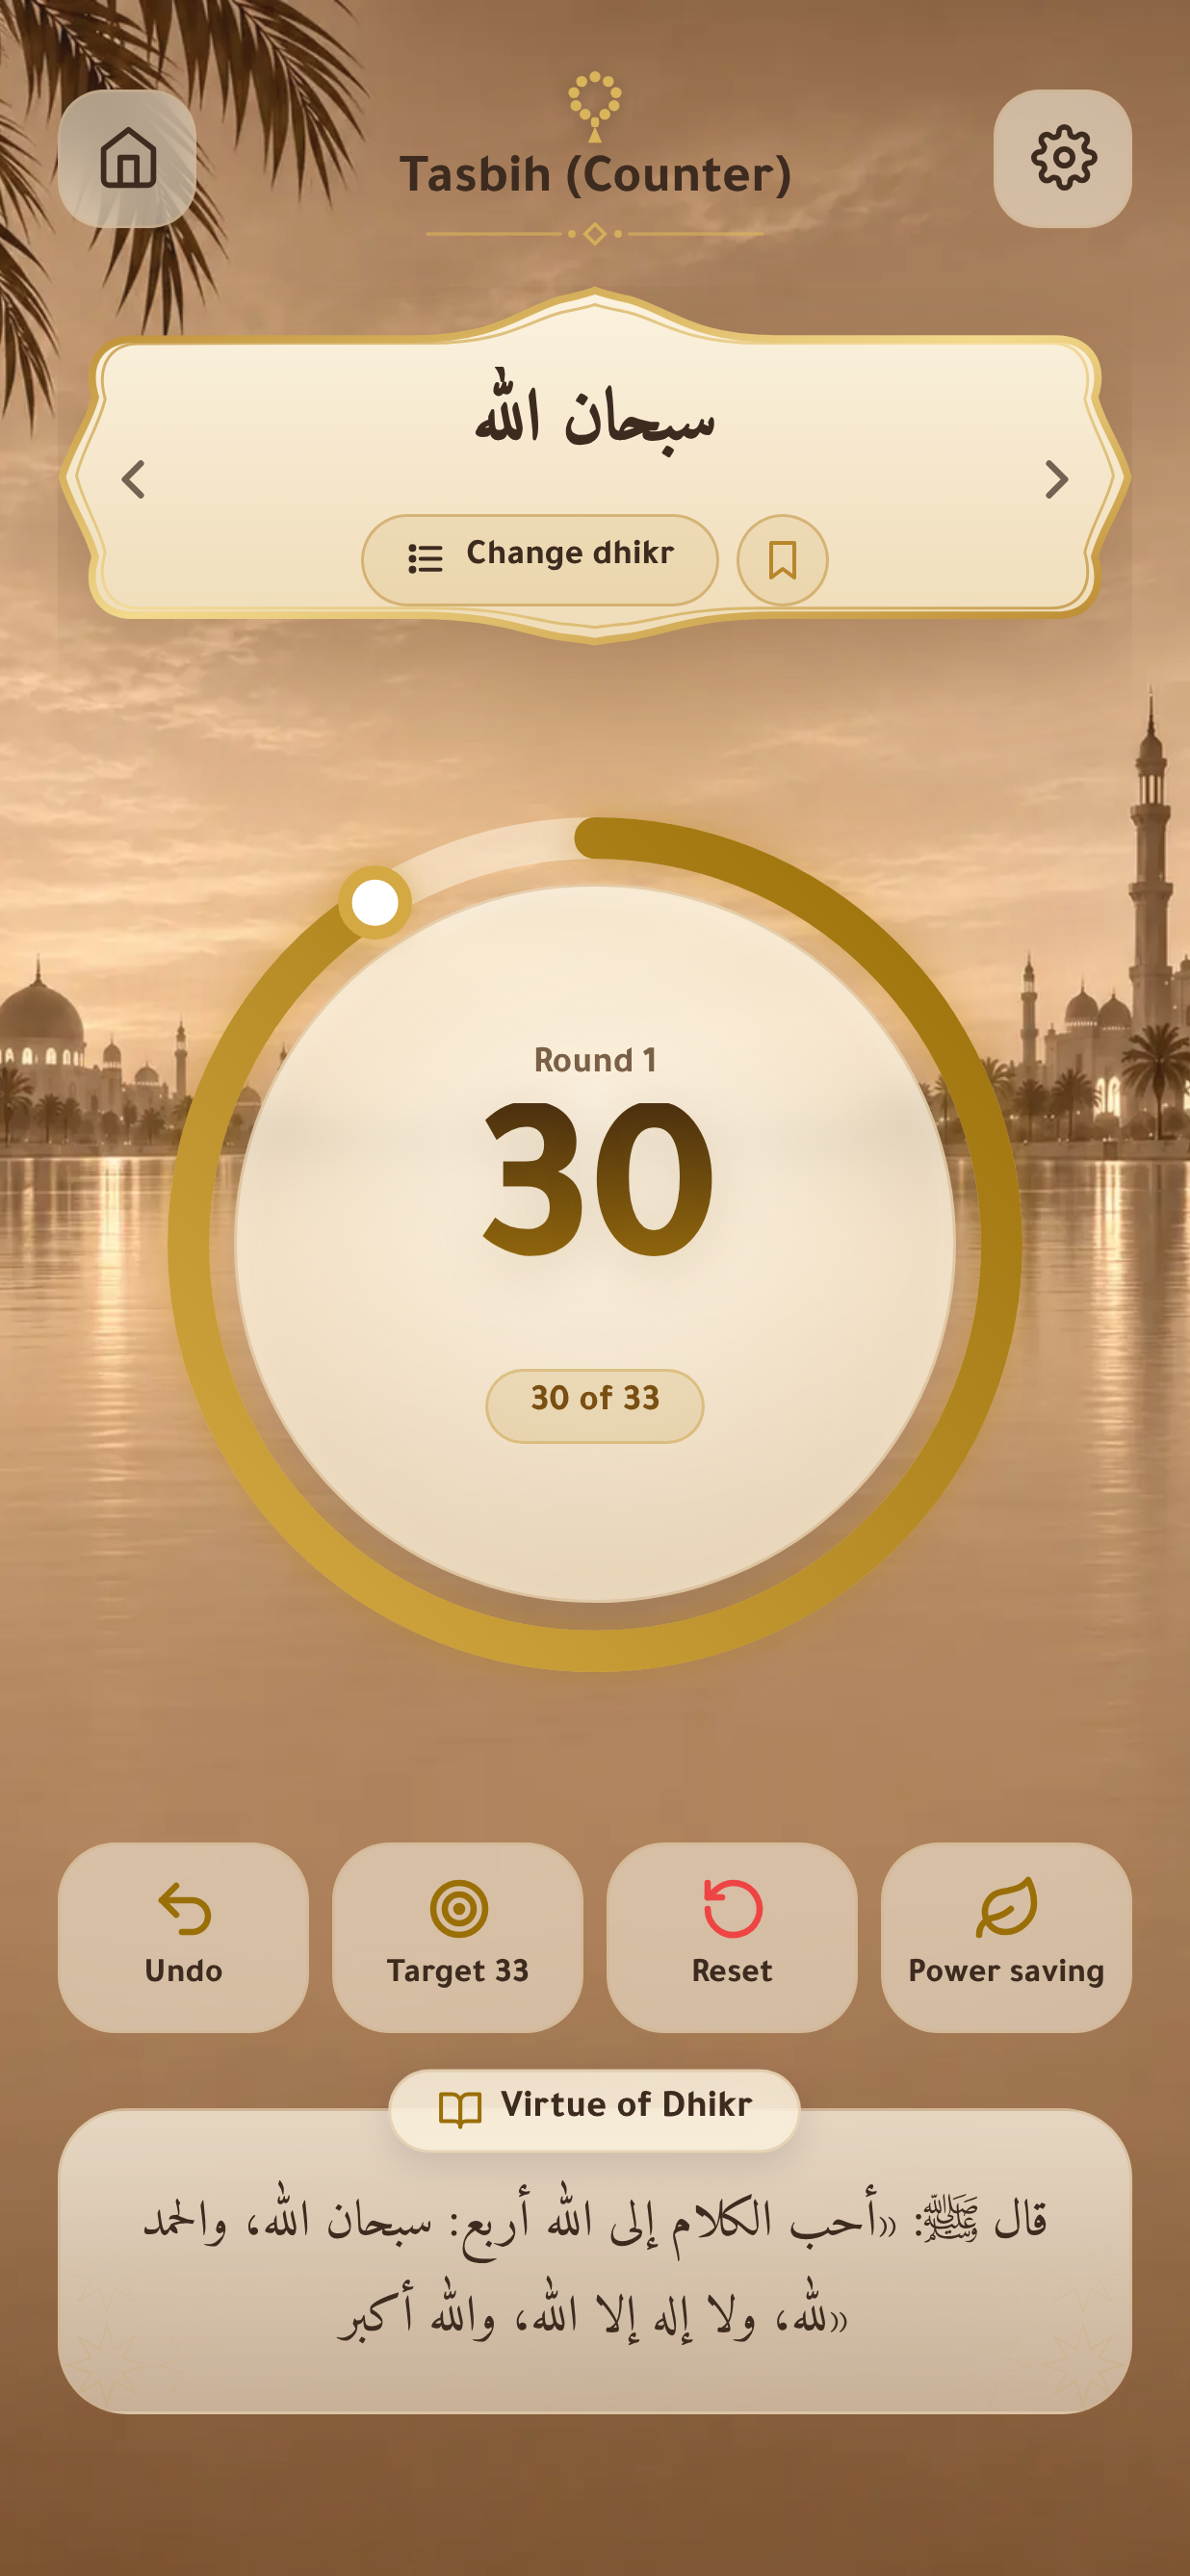 Tasbih (Counter)
سبحان الله
Change dhikr
Round 1
30
30 of 33
Undo
Target 33
Reset
Power saving
Virtue of Dhikr
قال ﷺ: «أحب الكلام إلى الله أربع: سبحان الله، والحمد
لله، ولا إله إلا الله، والله أكبر»